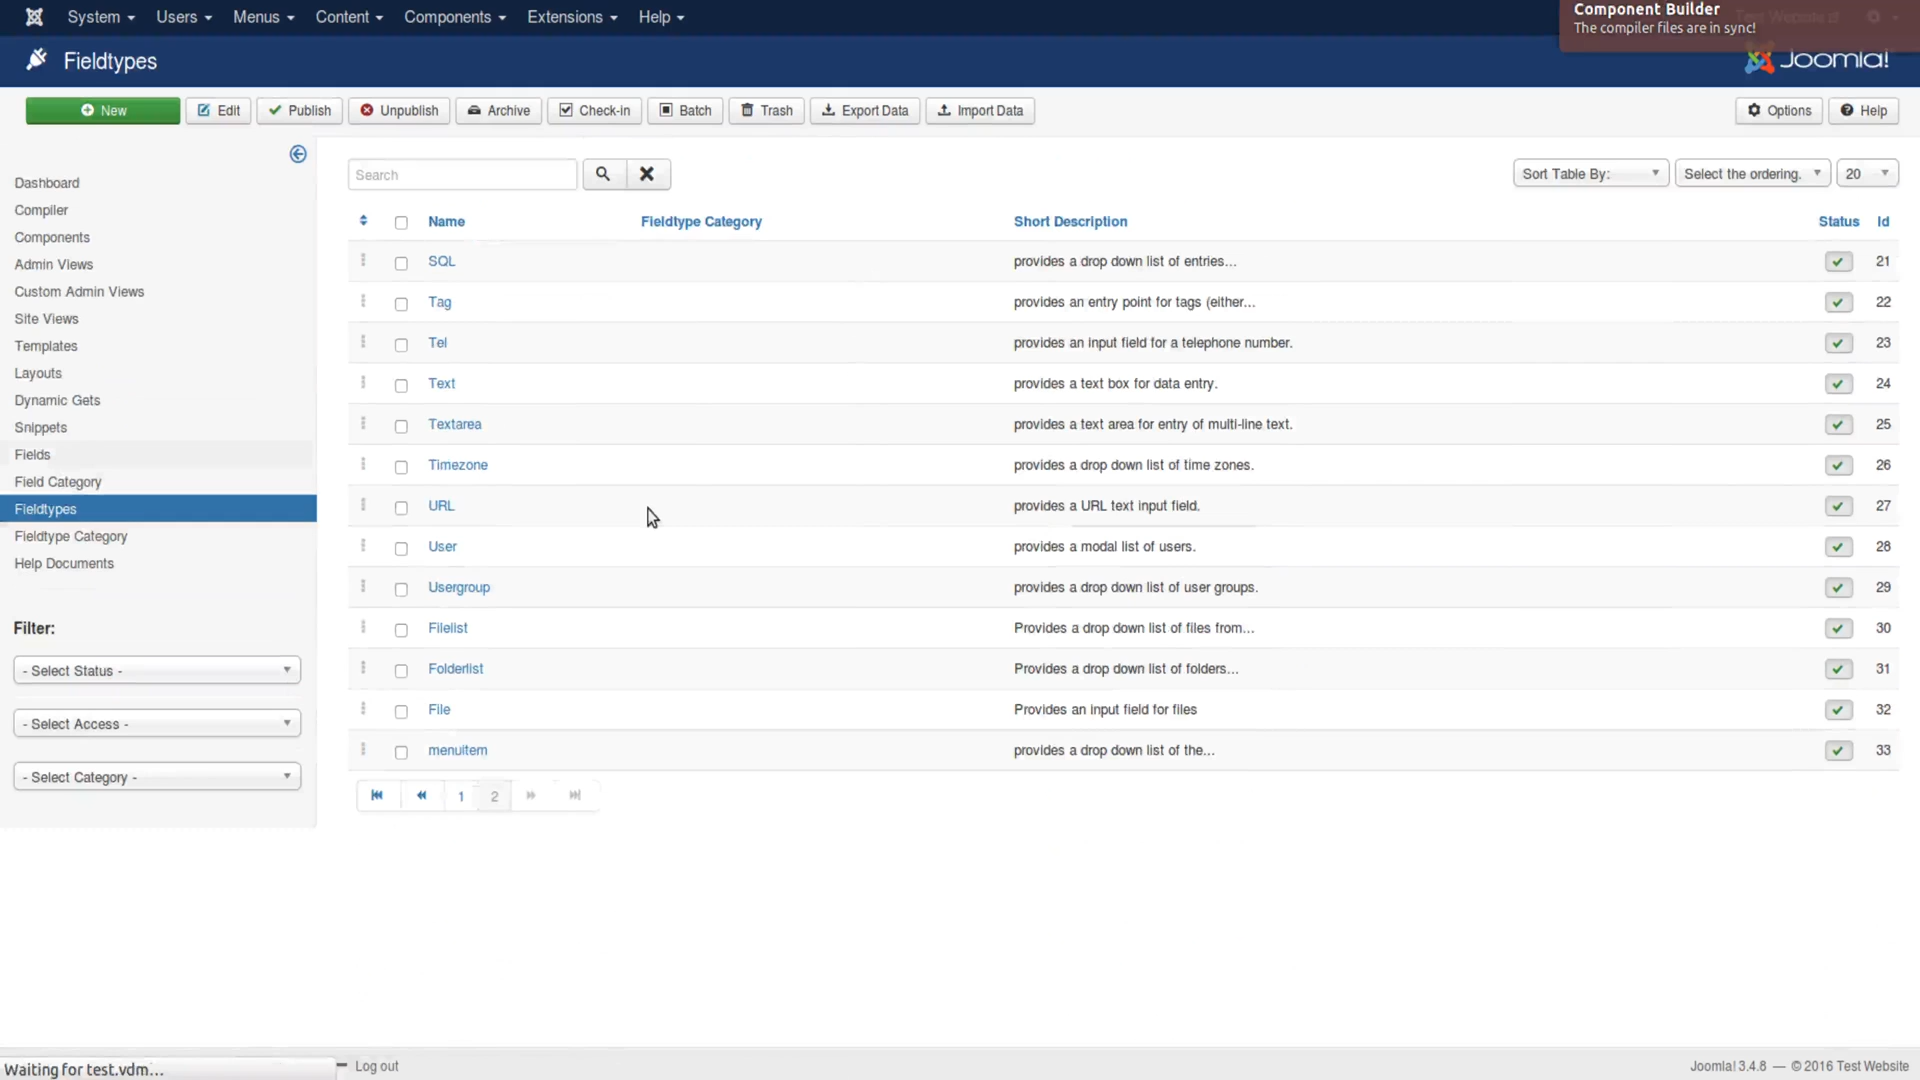 System Users Menus Content Components Extensions Help
Component Builder
The compiler files are in sync!
Fieldtypes
Joomla!
New Edit Publish Unpublish Archive Check-in Batch Trash Export Data Import Data Options Help
Search
Sort Table By: Select the ordering. 20
Dashboard
Compiler
Components
Admin Views
Custom Admin Views
Site Views
Templates
Layouts
Dynamic Gets
Snippets
Fields
Field Category
Fieldtypes
Fieldtype Category
Help Documents
Filter:
- Select Status -
- Select Access -
- Select Category -
Name Fieldtype Category Short Description Status Id
SQL provides a drop down list of entries... 21
Tag provides an entry point for tags (either... 22
Tel provides an input field for a telephone number. 23
Text provides a text box for data entry. 24
Textarea provides a text area for entry of multi-line text. 25
Timezone provides a drop down list of time zones. 26
URL provides a URL text input field. 27
User provides a modal list of users. 28
Usergroup provides a drop down list of user groups. 29
Filelist Provides a drop down list of files from... 30
Folderlist Provides a drop down list of folders... 31
File Provides an input field for files 32
menuitem provides a drop down list of the... 33
1 2
Waiting for test.vdm... Log out
Joomla! 3.4.8 — © 2016 Test Website